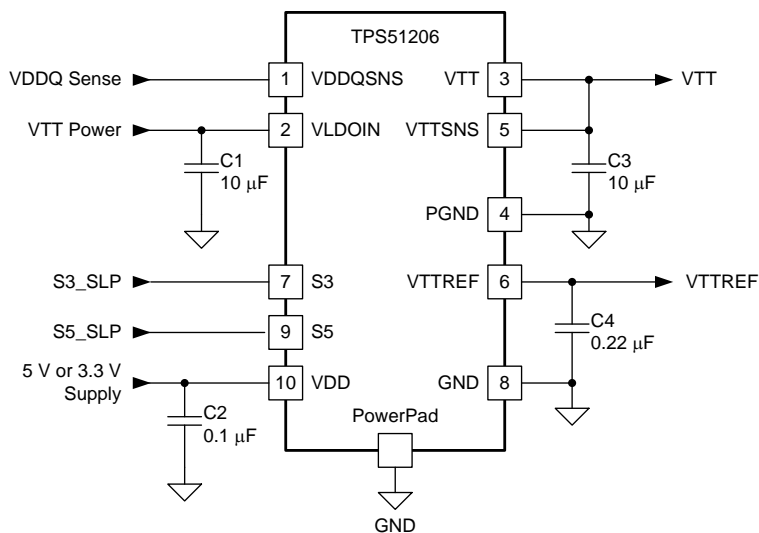 TPS51206
VDDQ Sense
1
VDDQSNS
VTT
3
VTT
VTT Power
2
VLDOIN
VTTSNS
5
C1
10 μF
C3
10 μF
PGND
4
S3_SLP
7
S3
VTTREF
6
VTTREF
S5_SLP
9
S5
C4
0.22 μF
5 V or 3.3 V
Supply
10
VDD
GND
8
C2
0.1 μF
PowerPad
GND